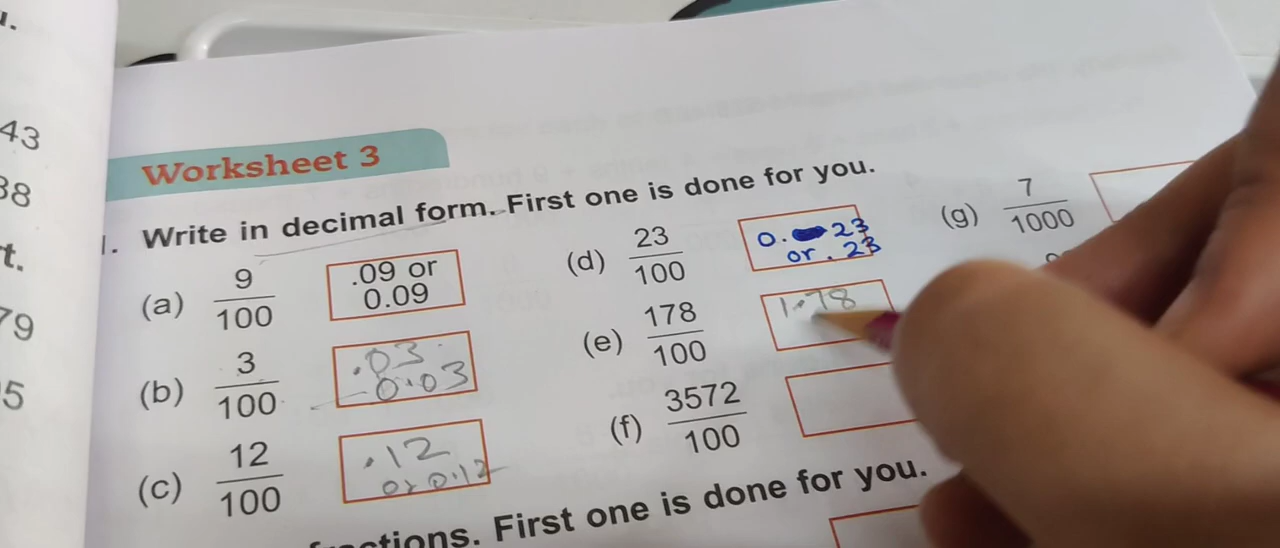 43
38
t.
79
5
Worksheet 3
1. Write in decimal form. First one is done for you.
(a) 9/100 .09 or
0.09
(b) 3/100 .03
0.03
(c) 12/100 .12
or 0.12
(d) 23/100 0. 23
or .23
(e) 178/100 1.78
(f) 3572/100
(g) 7/1000
First one is done for you.